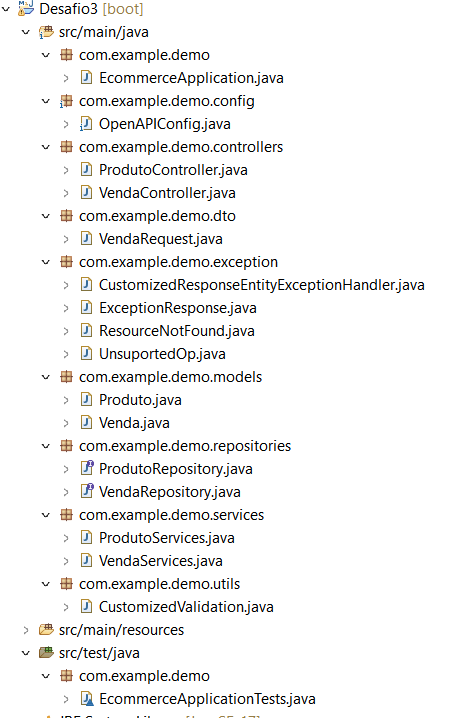 Desafio3 [boot]
src/main/java
com.example.demo
EcommerceApplication.java
com.example.demo.config
OpenAPIConfig.java
com.example.demo.controllers
ProdutoController.java
VendaController.java
com.example.demo.dto
VendaRequest.java
com.example.demo.exception
CustomizedResponseEntityExceptionHandler.java
ExceptionResponse.java
ResourceNotFound.java
UnsuportedOp.java
com.example.demo.models
Produto.java
Venda.java
com.example.demo.repositories
ProdutoRepository.java
VendaRepository.java
com.example.demo.services
ProdutoServices.java
VendaServices.java
com.example.demo.utils
CustomizedValidation.java
src/main/resources
src/test/java
com.example.demo
EcommerceApplicationTests.java